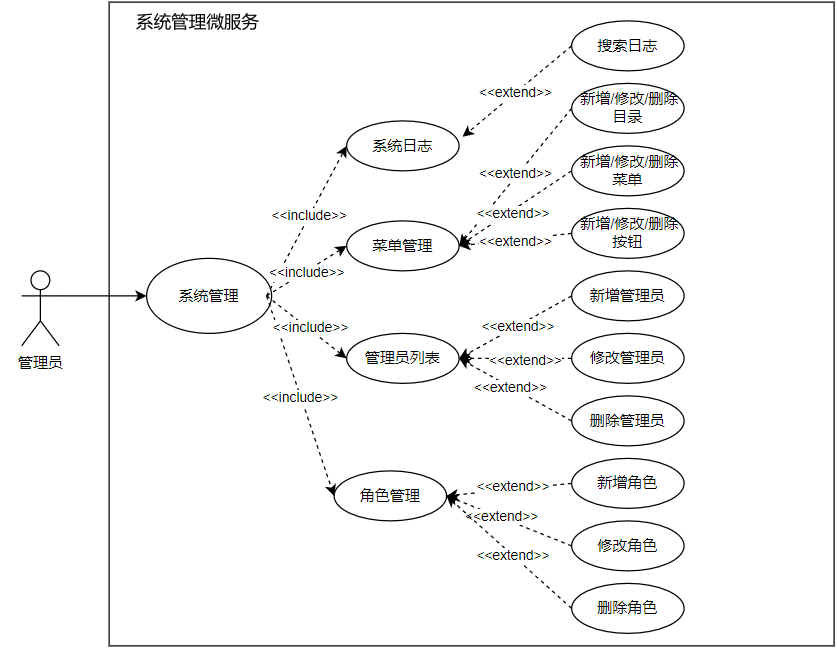 系统管理微服务
搜索日志
<<extend>>
新增/修改/删除
目录
系统日志
<<extend>>
新增/修改/删除
菜单
<<include>>
<<extend>>
新增/修改/删除
按钮
菜单管理
<<extend>>
<<include>>
系统管理
新增管理员
<<include>>
<<extend>>
管理员列表
<<extend>>
修改管理员
管理员
<<extend>>
<<include>>
删除管理员
新增角色
<<extend>>
角色管理
<<extend>>
修改角色
<<extend>>
删除角色